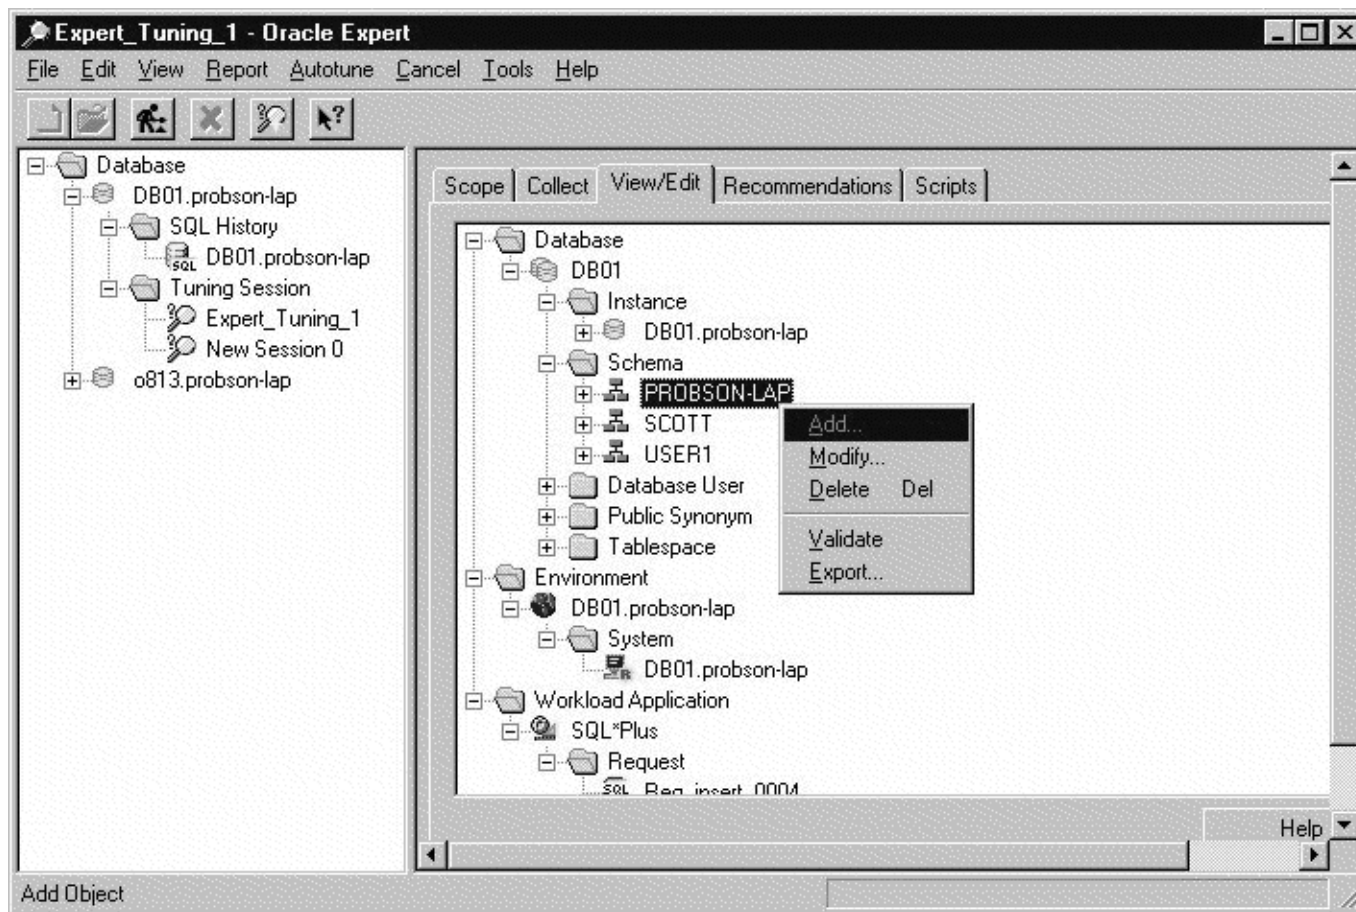 Expert_Tuning_1 - Oracle Expert
File Edit View Report Autotune Cancel Tools Help
Database
DB01.probson-lap
SQL History
SQL DB01.probson-lap
Tuning Session
Expert_Tuning_1
New Session 0
o813.probson-lap
Scope Collect View/Edit Recommendations Scripts
Database
DB01
Instance
DB01.probson-lap
Schema
PROBSON-LAP
SCOTT
USER1
Database User
Public Synonym
Tablespace
Environment
DB01.probson-lap
System
DB01.probson-lap
Workload Application
SQL*Plus
Request
SQL Req_insert_0004
Add...
Modify...
Delete Del
Validate
Export...
Help
Add Object